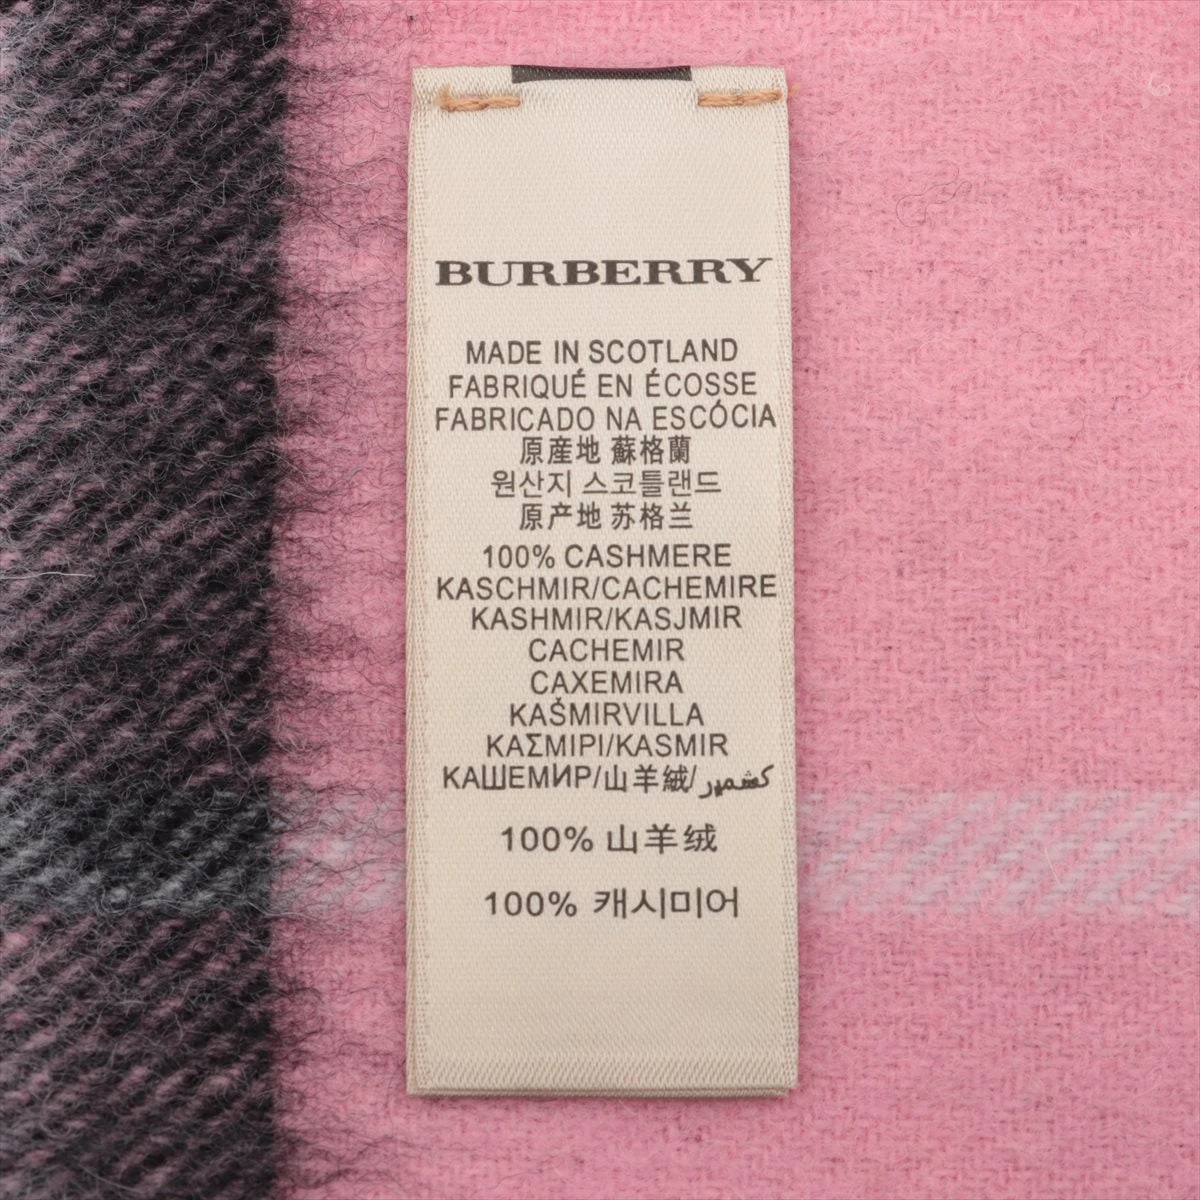 BURBERRY
MADE IN SCOTLAND
FABRIQUÉ EN ÉCOSSE
FABRICADO NA ESCÓCIA
原産地 蘇格蘭
원산지 스코틀랜드
原产地 苏格兰
100% CASHMERE
KASCHMIR/CACHEMIRE
KASHMIR/KASJMIR
CACHEMIR
CAXEMIRA
KAŠMIRVILLA
ΚΑΣΜΙΡΙ/KASMIR
КАШЕМИР/山羊絨/كشمير
100% 山羊绒
100% 캐시미어